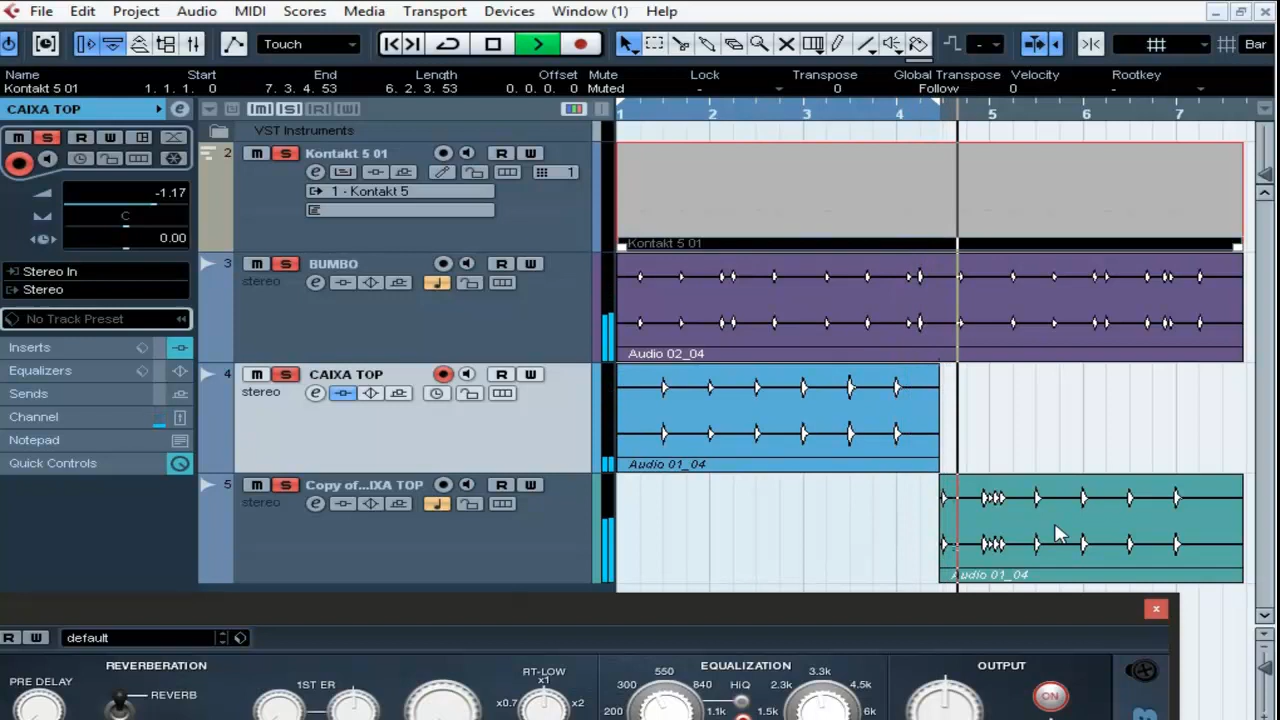 File Edit Project Audio MIDI Scores Media Transport Devices Window (1) Help
Touch - Bar
Name Start End Length Offset Mute Lock Transpose Global Transpose Velocity Rootkey
Kontakt 5 01 1. 1. 1. 0 7. 3. 4. 53 6. 2. 3. 53 0. 0. 0. 0 Muted - 0 Follow 0 -
CAIXA TOP e [m] [S] [R] [W] 1 2 3 4 5 6 7
VST Instruments
M S R W
2 M S Kontakt 5 01 R W
e 1
-1.17 1 - Kontakt 5
C
0.00
Kontakt 5 01
3 M S BUMBO R W
Stereo In stereo e
Stereo
No Track Preset
Inserts
Audio 02_04
Equalizers 4 M S CAIXA TOP R W
Sends stereo e
Channel
Notepad
Quick Controls Audio 01_04
5 M S Copy of...IXA TOP R W
stereo e
Audio 01_04
x
R W default
REVERBERATION RT-LOW EQUALIZATION OUTPUT
PRE DELAY REVERB 1ST ER x1 x0.7 x2 550 300 840 200 1.1k HiQ 3.3k 2.3k 4.5k 1.5k 6k ON